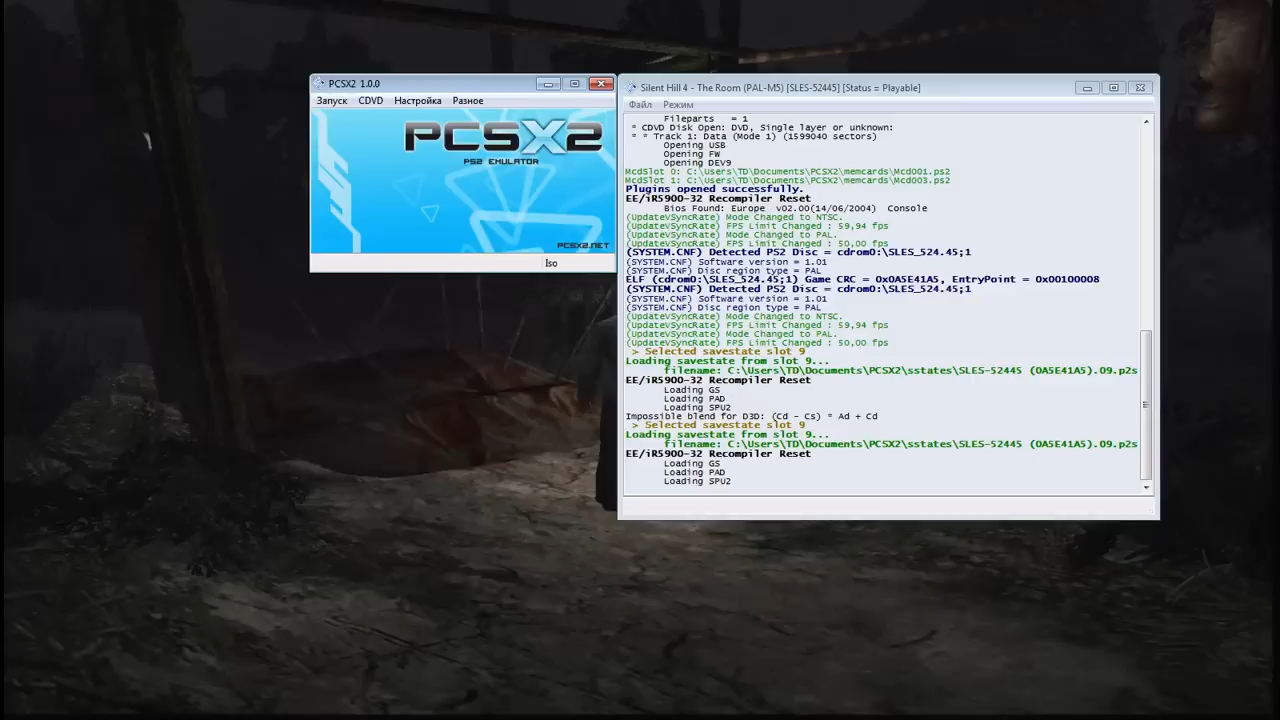 PCSX2 1.0.0
Запуск CDVD Настройка Разное
PCSX2
PS2 EMULATOR
PCSX2.NET
Iso
Silent Hill 4 - The Room (PAL-M5) [SLES-52445] [Status = Playable]
Файл Режим
Fileparts = 1
* CDVD Disk Open: DVD, Single layer or unknown:
* * Track 1: Data (Mode 1) (1599040 sectors)
Opening USB
Opening FW
Opening DEV9
McdSlot 0: C:\Users\TD\Documents\PCSX2\memcards\Mcd001.ps2
McdSlot 1: C:\Users\TD\Documents\PCSX2\memcards\Mcd003.ps2
Plugins opened successfully.
EE/iR5900-32 Recompiler Reset
Bios Found: Europe v02.00(14/06/2004) Console
(UpdateVSyncRate) Mode Changed to NTSC.
(UpdateVSyncRate) FPS Limit Changed : 59,94 fps
(UpdateVSyncRate) Mode Changed to PAL.
(UpdateVSyncRate) FPS Limit Changed : 50,00 fps
(SYSTEM.CNF) Detected PS2 Disc = cdrom0:\SLES_524.45;1
(SYSTEM.CNF) Software version = 1.01
(SYSTEM.CNF) Disc region type = PAL
ELF (cdrom0:\SLES_524.45;1) Game CRC = 0x0A5E41A5, EntryPoint = 0x00100008
(SYSTEM.CNF) Detected PS2 Disc = cdrom0:\SLES_524.45;1
(SYSTEM.CNF) Software version = 1.01
(SYSTEM.CNF) Disc region type = PAL
(UpdateVSyncRate) Mode Changed to NTSC.
(UpdateVSyncRate) FPS Limit Changed : 59,94 fps
(UpdateVSyncRate) Mode Changed to PAL.
(UpdateVSyncRate) FPS Limit Changed : 50,00 fps
> Selected savestate slot 9
Loading savestate from slot 9...
filename: C:\Users\TD\Documents\PCSX2\sstates\SLES-52445 (0A5E41A5).09.p2s
EE/iR5900-32 Recompiler Reset
Loading GS
Loading PAD
Loading SPU2
Impossible blend for D3D: (Cd - Cs) * Ad + Cd
> Selected savestate slot 9
Loading savestate from slot 9...
filename: C:\Users\TD\Documents\PCSX2\sstates\SLES-52445 (0A5E41A5).09.p2s
EE/iR5900-32 Recompiler Reset
Loading GS
Loading PAD
Loading SPU2